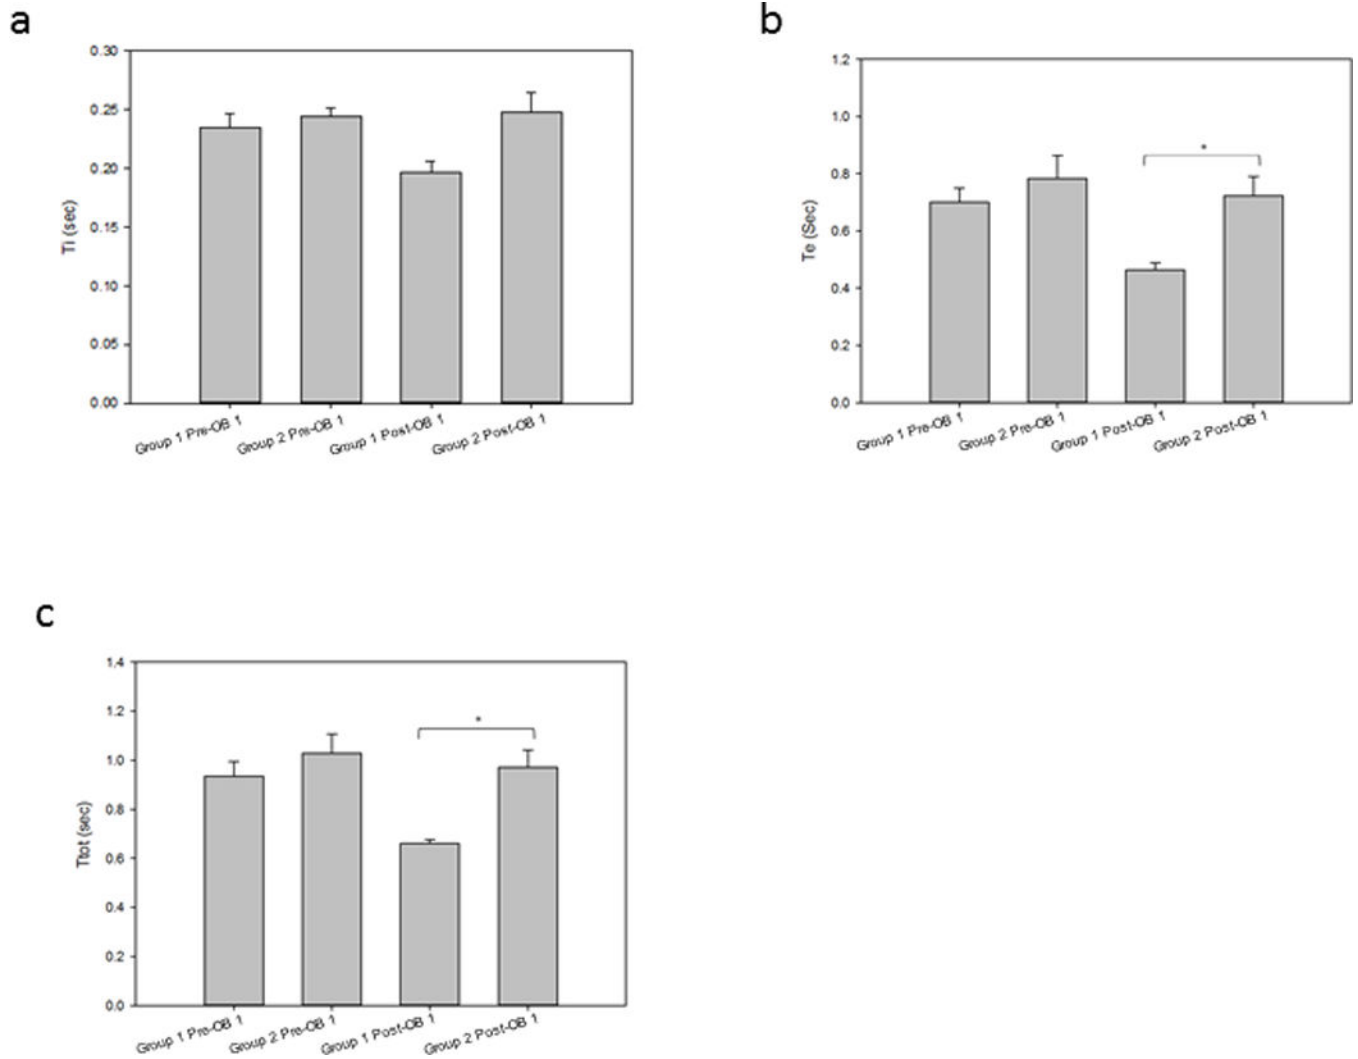 a
0.30
0.25
0.20
0.15
0.10
0.05
0.00
Ti (sec)
Group 1 Pre-OB 1
Group 2 Pre-OB 1
Group 1 Post-OB 1
Group 2 Post-OB 1
b
1.2
1.0
0.8
0.6
0.4
0.2
0.0
Te (Sec)
*
Group 1 Pre-OB 1
Group 2 Pre-OB 1
Group 1 Post-OB 1
Group 2 Post-OB 1
c
1.4
1.2
1.0
0.8
0.6
0.4
0.2
0.0
Ttot (sec)
*
Group 1 Pre-OB 1
Group 2 Pre-OB 1
Group 1 Post-OB 1
Group 2 Post-OB 1